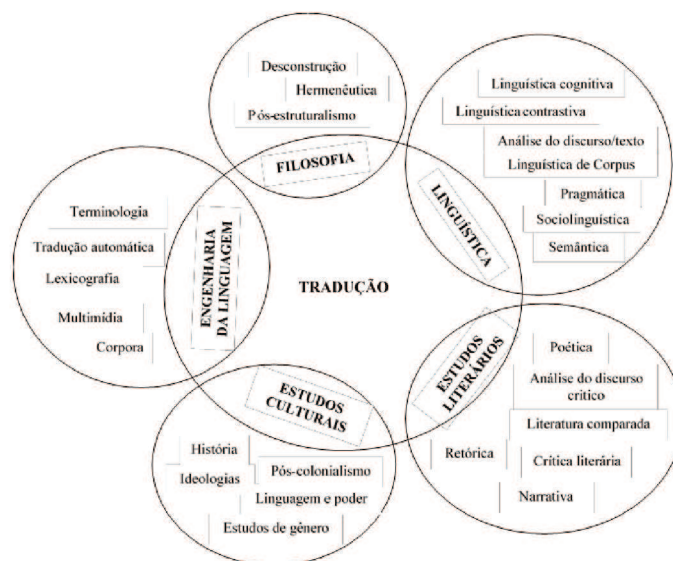 Desconstrução
Hermenêutica
Pós-estruturalismo
FILOSOFIA
Linguística cognitiva
Linguística contrastiva
Análise do discurso/texto
Linguística de Corpus
Pragmática
Sociolinguística
Semântica
LINGUÍSTICA
Terminologia
Tradução automática
Lexicografia
Multimídia
Corpora
ENGENHARIA
DA LINGUAGEM
TRADUÇÃO
ESTUDOS
LITERÁRIOS
Poética
Análise do discurso
crítico
Literatura comparada
Retórica
Crítica literária
Narrativa
ESTUDOS
CULTURAIS
História
Ideologias
Pós-colonialismo
Linguagem e poder
Estudos de gênero